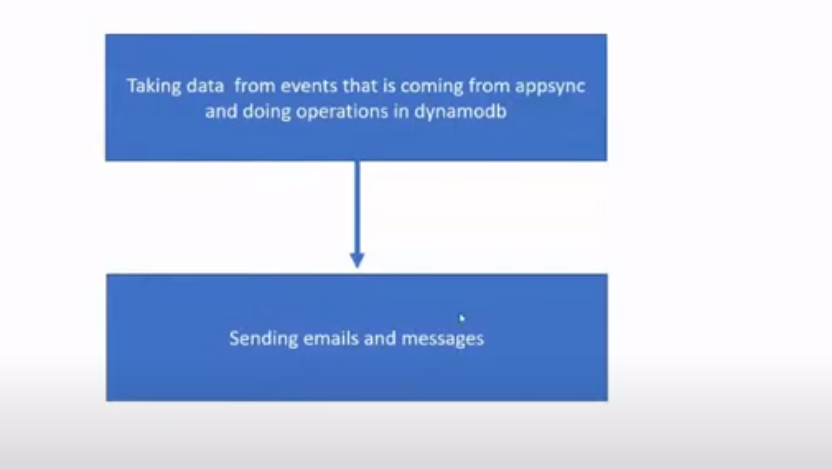 Taking data  from events that is coming from appsync
and doing operations in dynamodb
Sending emails and messages